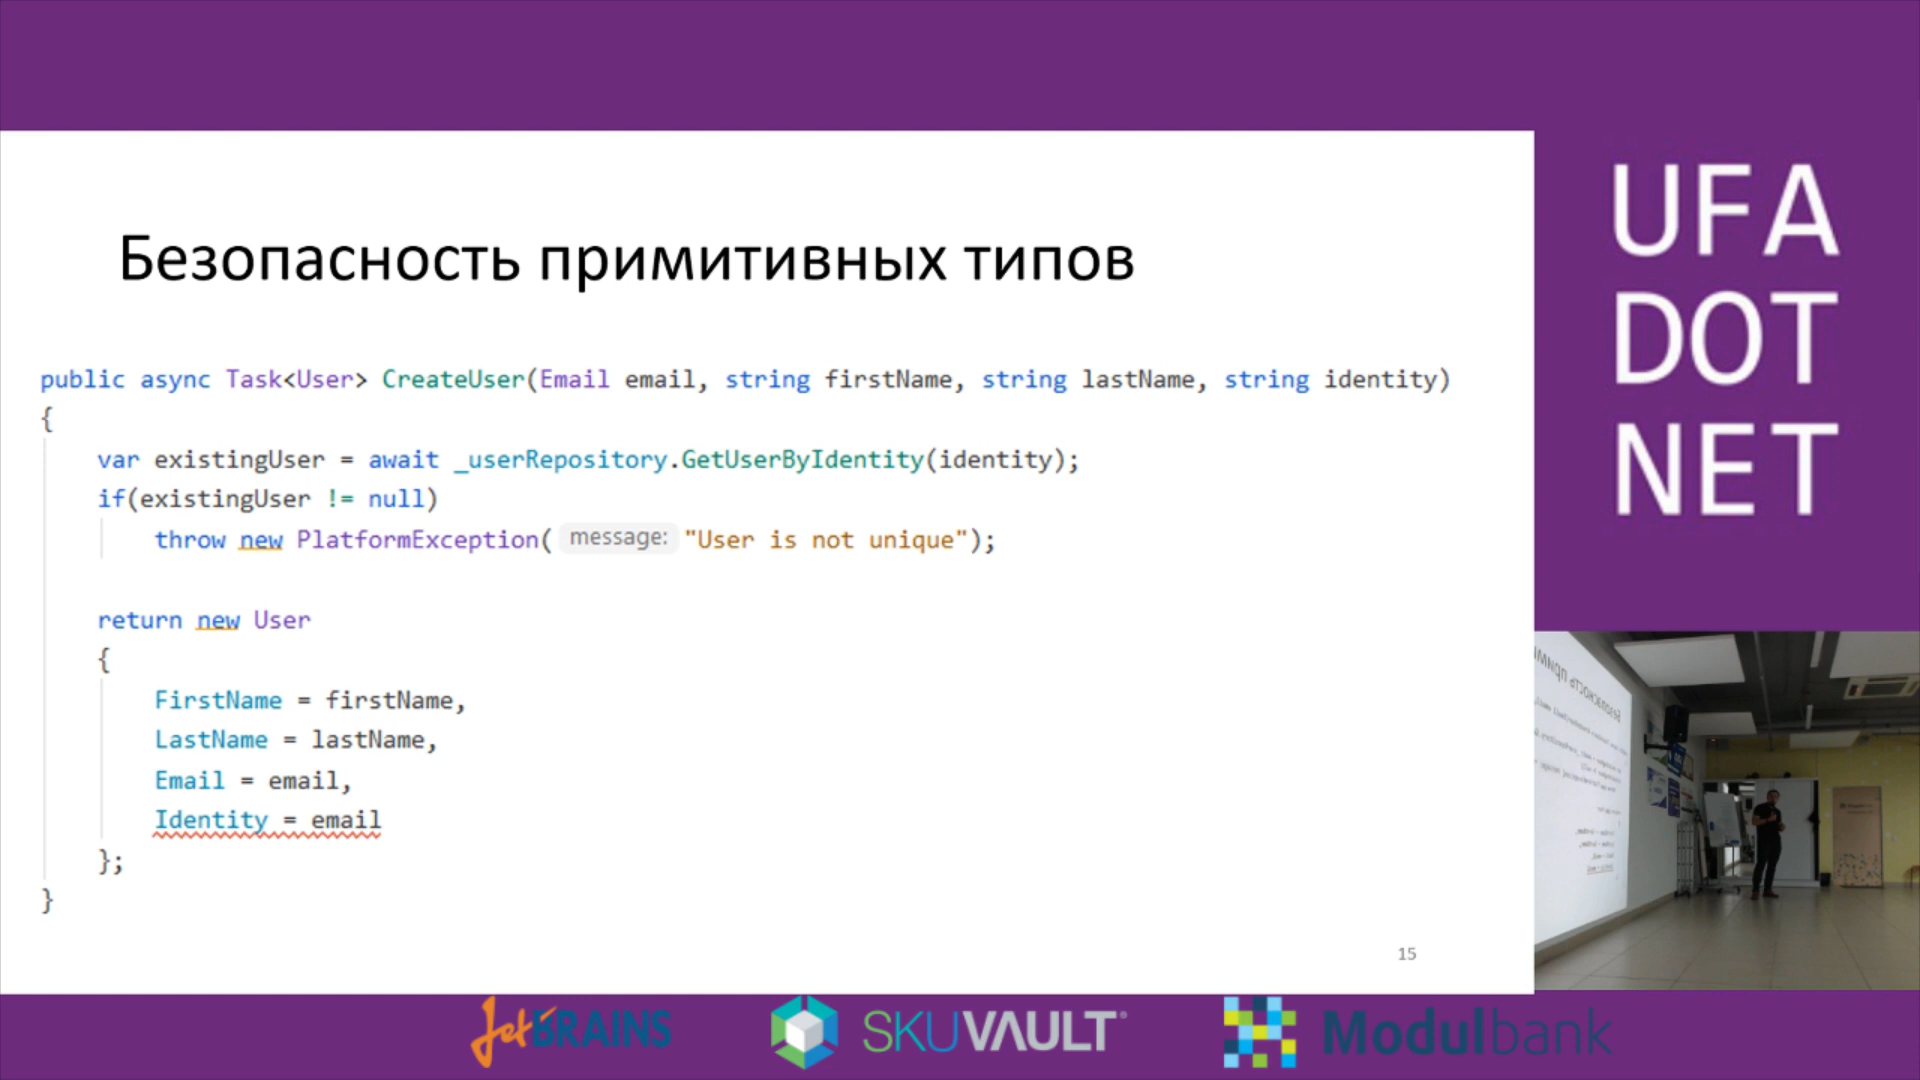 Безопасность примитивных типов
public async Task<User> CreateUser(Email email, string firstName, string lastName, string identity)
{
var existingUser = await _userRepository.GetUserByIdentity(identity);
if(existingUser != null)
throw new PlatformException( message: "User is not unique");
return new User
{
FirstName = firstName,
LastName = lastName,
Email = email,
Identity = email
};
}
15
UFA
DOT
NET
JetBRAINS
SKUVAULT®
Modulbank